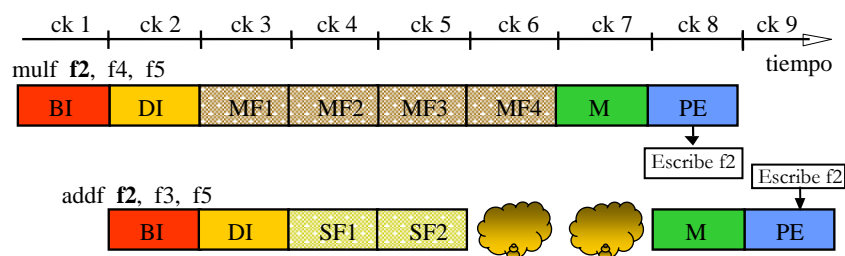 ck 1 ck 2 ck 3 ck 4 ck 5 ck 6 ck 7 ck 8 ck 9
tiempo
mulf f2, f4, f5
BI DI MF1 MF2 MF3 MF4 M PE
Escribe f2
Escribe f2
addf f2, f3, f5
BI DI SF1 SF2 M PE